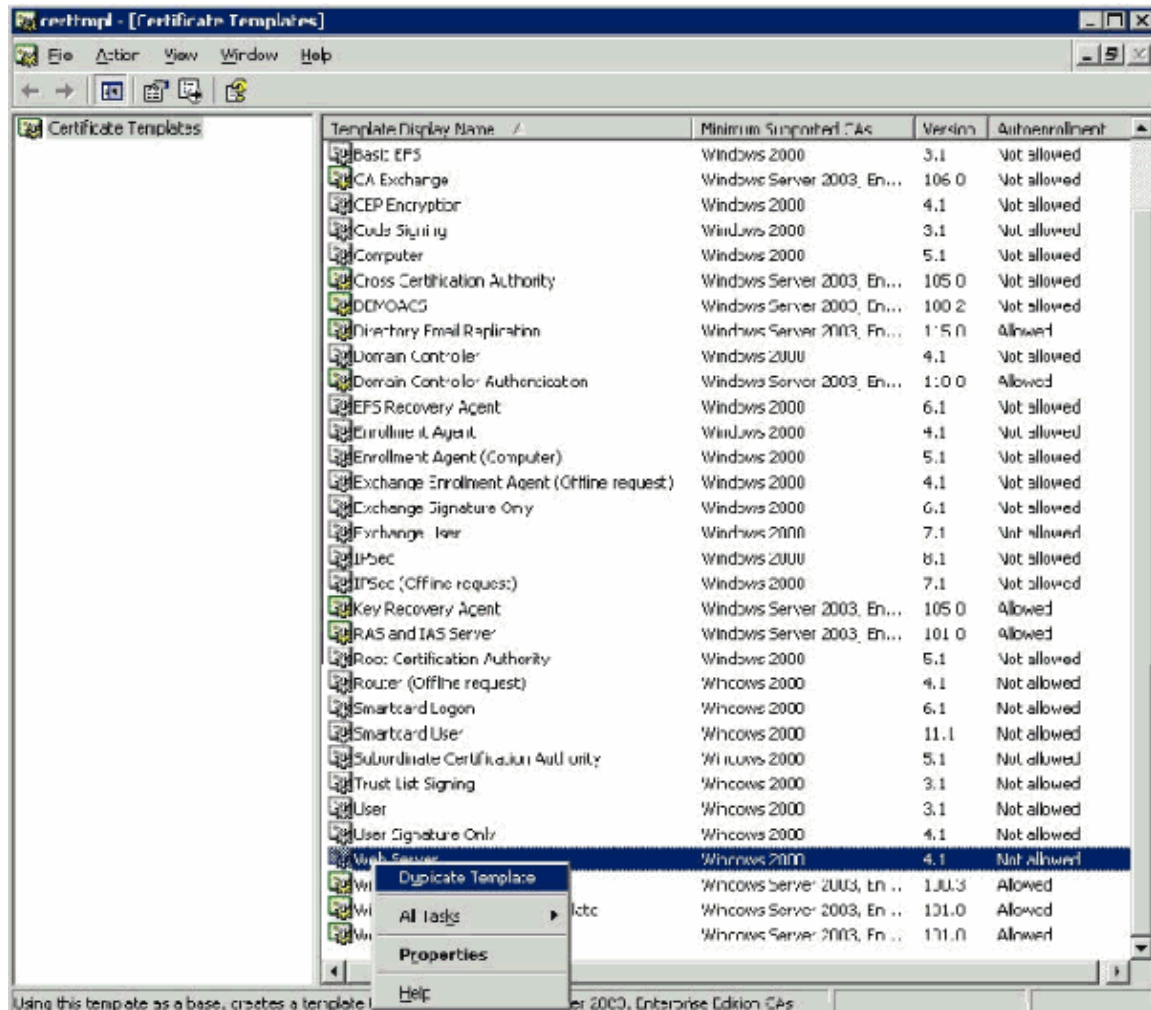 certtmpl - [Certificate Templates]
File Action View Window Help
Certificate Templates
Template Display Name Minimum Supported CAs Version Autoenrollment
Basic EFS Windows 2000 3.1 Not allowed
CA Exchange Windows Server 2003, En... 106.0 Not allowed
CEP Encryption Windows 2000 4.1 Not allowed
Code Signing Windows 2000 3.1 Not allowed
Computer Windows 2000 5.1 Not allowed
Cross Certification Authority Windows Server 2003, En... 105.0 Not allowed
DEMOACS Windows Server 2003, En... 100.2 Not allowed
Directory Email Replication Windows Server 2003, En... 115.0 Allowed
Domain Controller Windows 2000 4.1 Not allowed
Domain Controller Authentication Windows Server 2003, En... 110.0 Allowed
EFS Recovery Agent Windows 2000 6.1 Not allowed
Enrollment Agent Windows 2000 4.1 Not allowed
Enrollment Agent (Computer) Windows 2000 5.1 Not allowed
Exchange Enrollment Agent (Offline request) Windows 2000 4.1 Not allowed
Exchange Signature Only Windows 2000 6.1 Not allowed
Exchange User Windows 2000 7.1 Not allowed
IPSec Windows 2000 8.1 Not allowed
IPSec (Offline request) Windows 2000 7.1 Not allowed
Key Recovery Agent Windows Server 2003, En... 105.0 Allowed
RAS and IAS Server Windows Server 2003, En... 101.0 Allowed
Root Certification Authority Windows 2000 5.1 Not allowed
Router (Offline request) Windows 2000 4.1 Not allowed
Smartcard Logon Windows 2000 6.1 Not allowed
Smartcard User Windows 2000 11.1 Not allowed
Subordinate Certification Authority Windows 2000 5.1 Not allowed
Trust List Signing Windows 2000 3.1 Not allowed
User Windows 2000 3.1 Not allowed
User Signature Only Windows 2000 4.1 Not allowed
Web Server Windows 2000 4.1 Not allowed
Wi Windows Server 2003, En... 100.3 Allowed
Wi late Windows Server 2003, En... 101.0 Allowed
Windows Server 2003, En... 101.0 Allowed
Duplicate Template
All Tasks
Properties
Help
Using this template as a base, creates a template er 2003, Enterprise Edition CAs